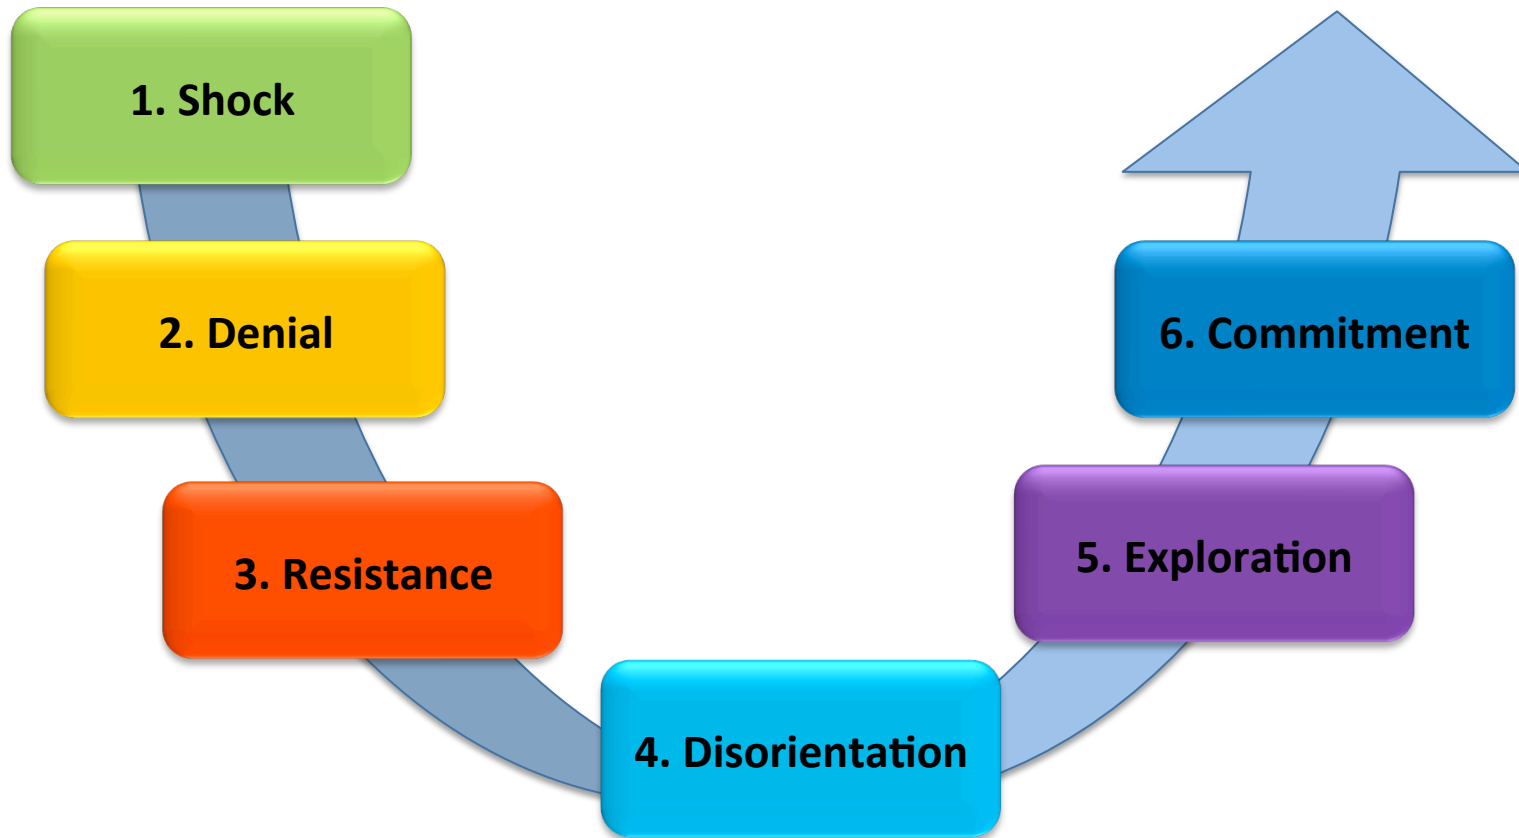 1. Shock
2. Denial
3. Resistance
4. Disorientation
5. Exploration
6. Commitment